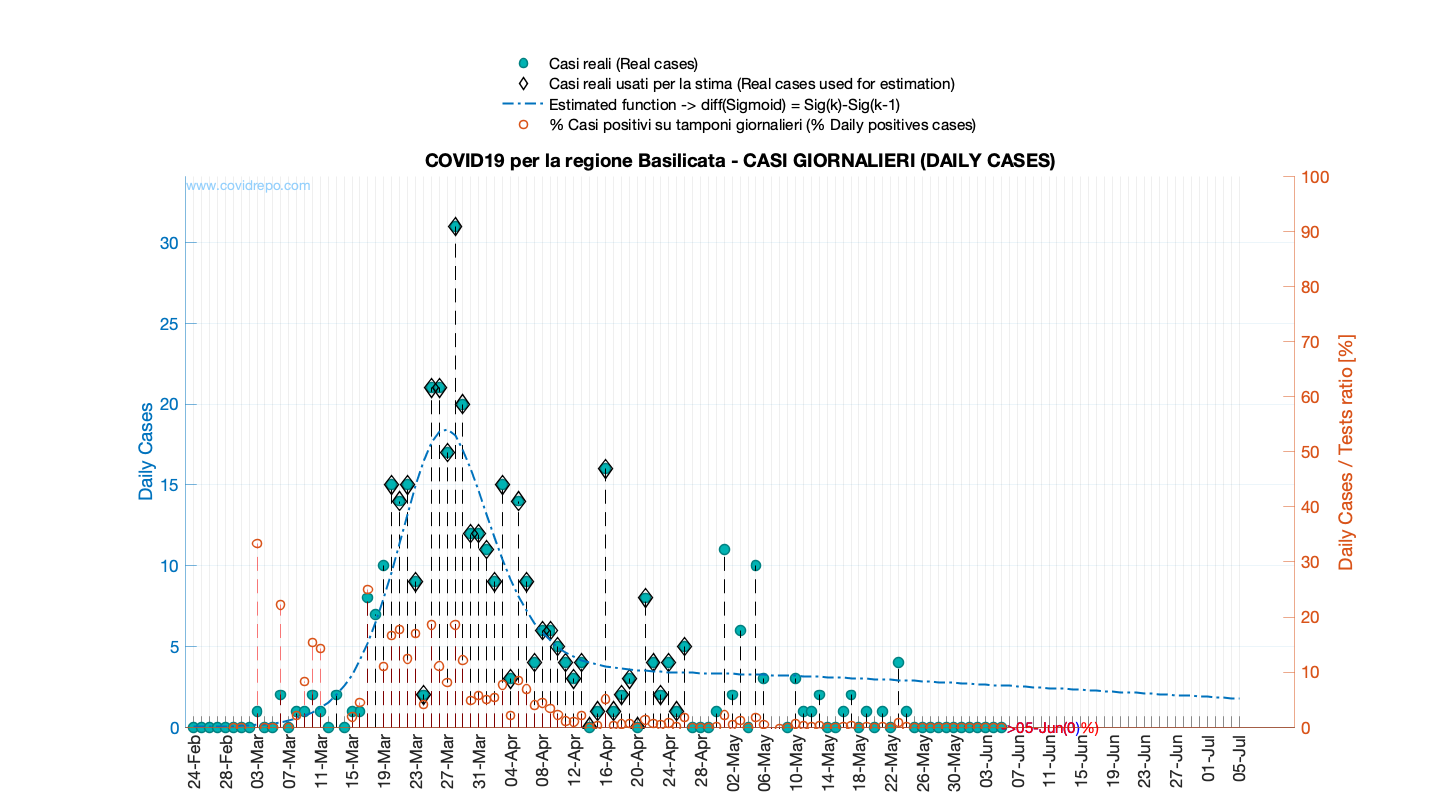 Casi reali (Real cases)
Casi reali usati per la stima (Real cases used for estimation)
Estimated function -> diff(Sigmoid) = Sig(k)-Sig(k-1)
% Casi positivi su tamponi giornalieri (% Daily positives cases)
COVID19 per la regione Basilicata - CASI GIORNALIERI (DAILY CASES)
www.covidrepo.com
Daily Cases
30
25
20
15
10
5
0
100
90
80
70
60
50
40
30
20
10
0
Daily Cases / Tests ratio [%]
24-Feb
28-Feb
03-Mar
07-Mar
11-Mar
15-Mar
19-Mar
23-Mar
27-Mar
31-Mar
04-Apr
08-Apr
12-Apr
16-Apr
20-Apr
24-Apr
28-Apr
02-May
06-May
10-May
14-May
18-May
22-May
26-May
30-May
03-Jun
07-Jun
11-Jun
15-Jun
19-Jun
23-Jun
27-Jun
01-Jul
05-Jul